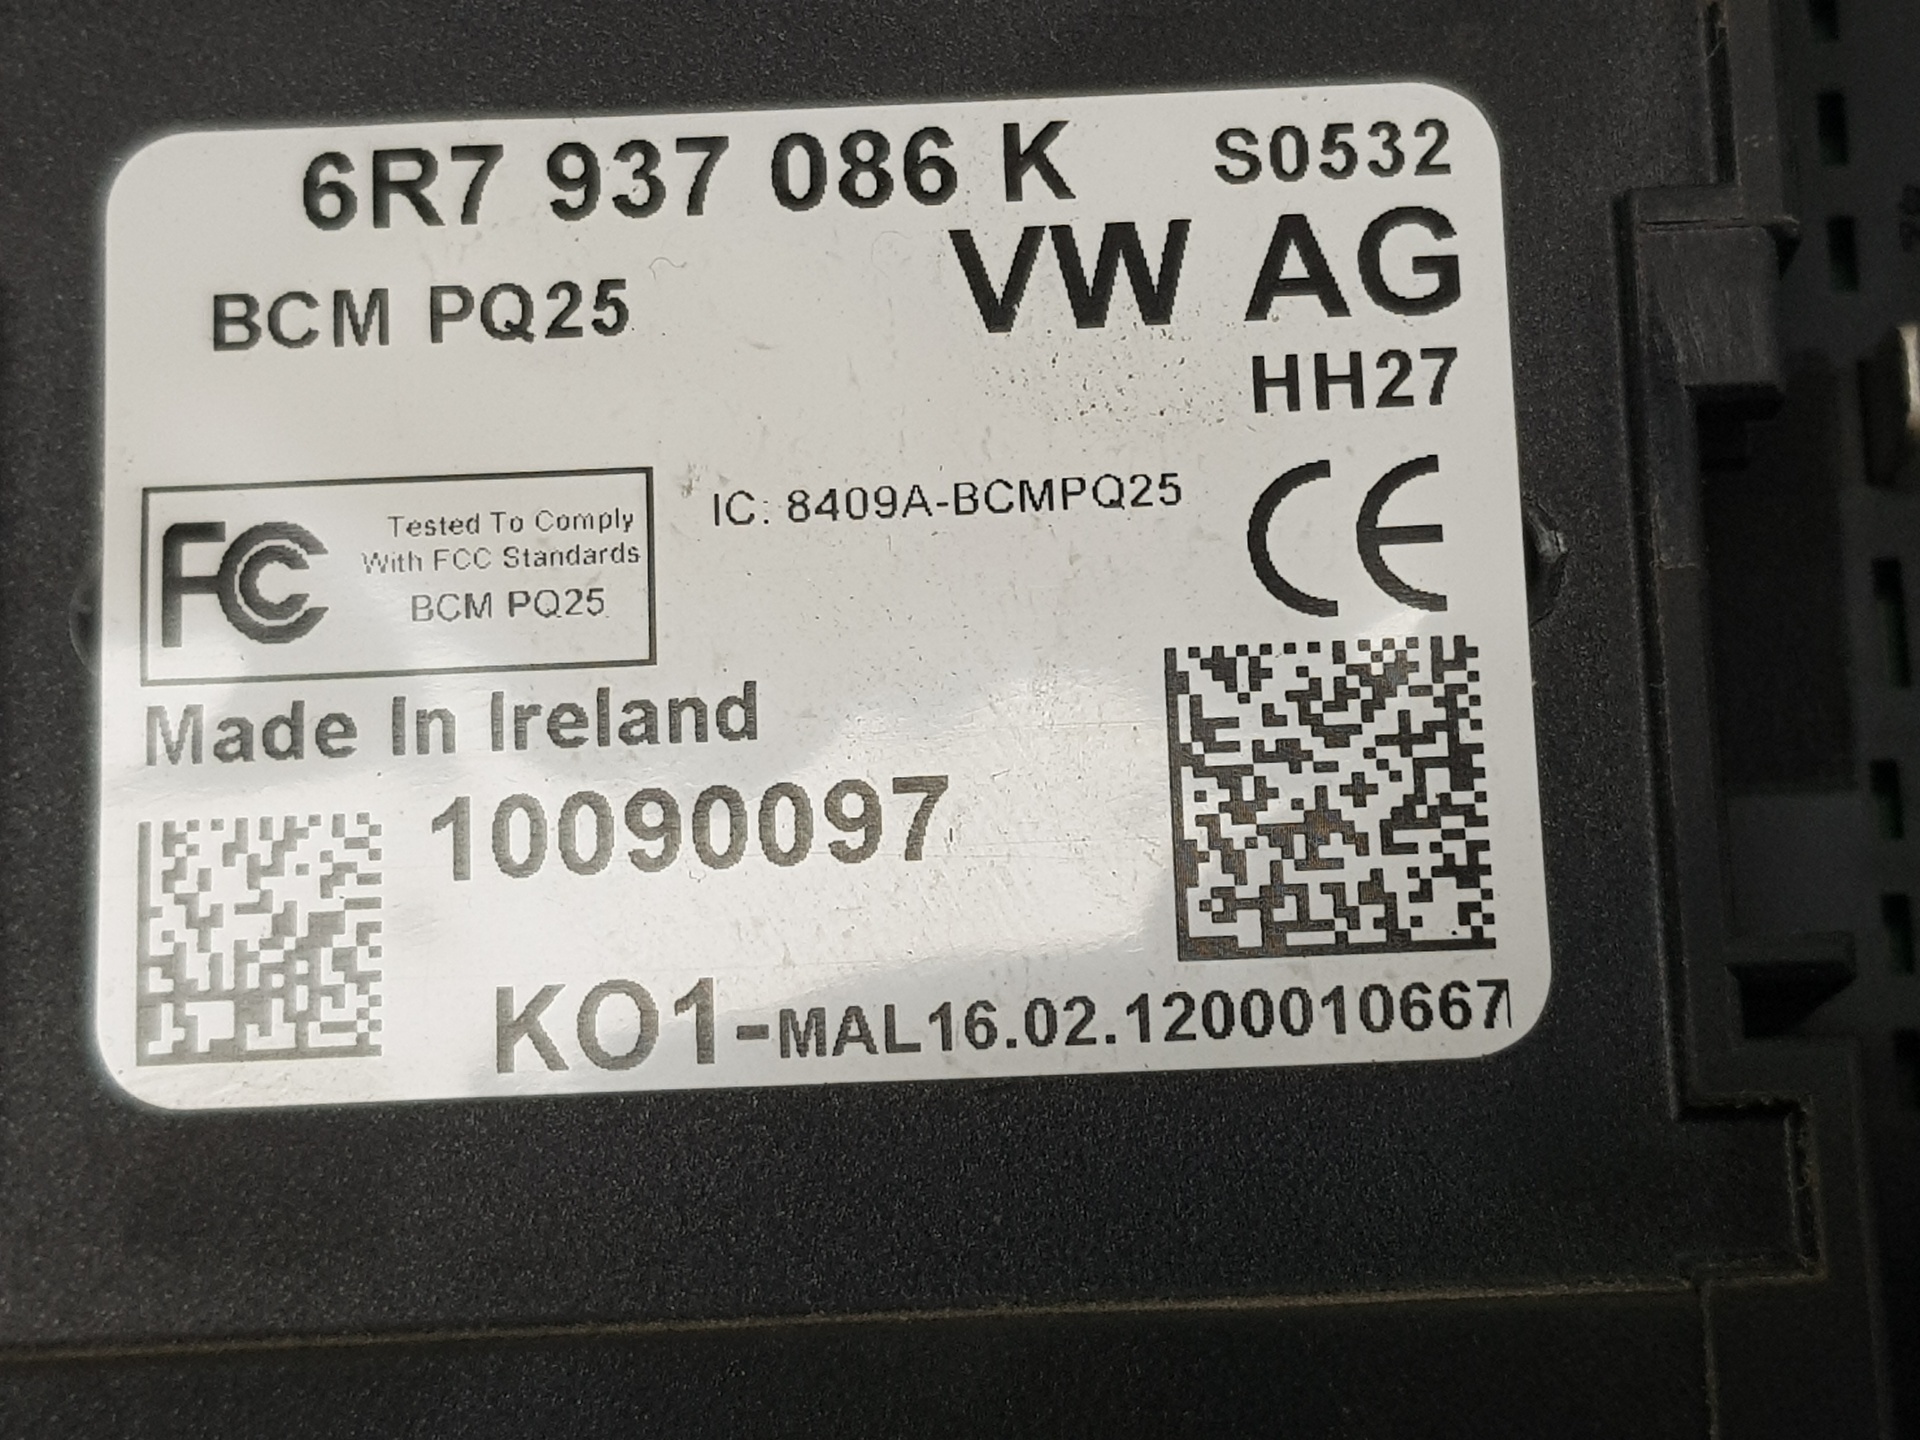 6R7 937 086 K S0532
BCM PQ25 VW AG
HH27
FC Tested To Comply
With FCC Standards
BCM PQ25
IC: 8409A-BCMPQ25 CE
Made In Ireland
10090097
KO1-MAL16.02.1200010667